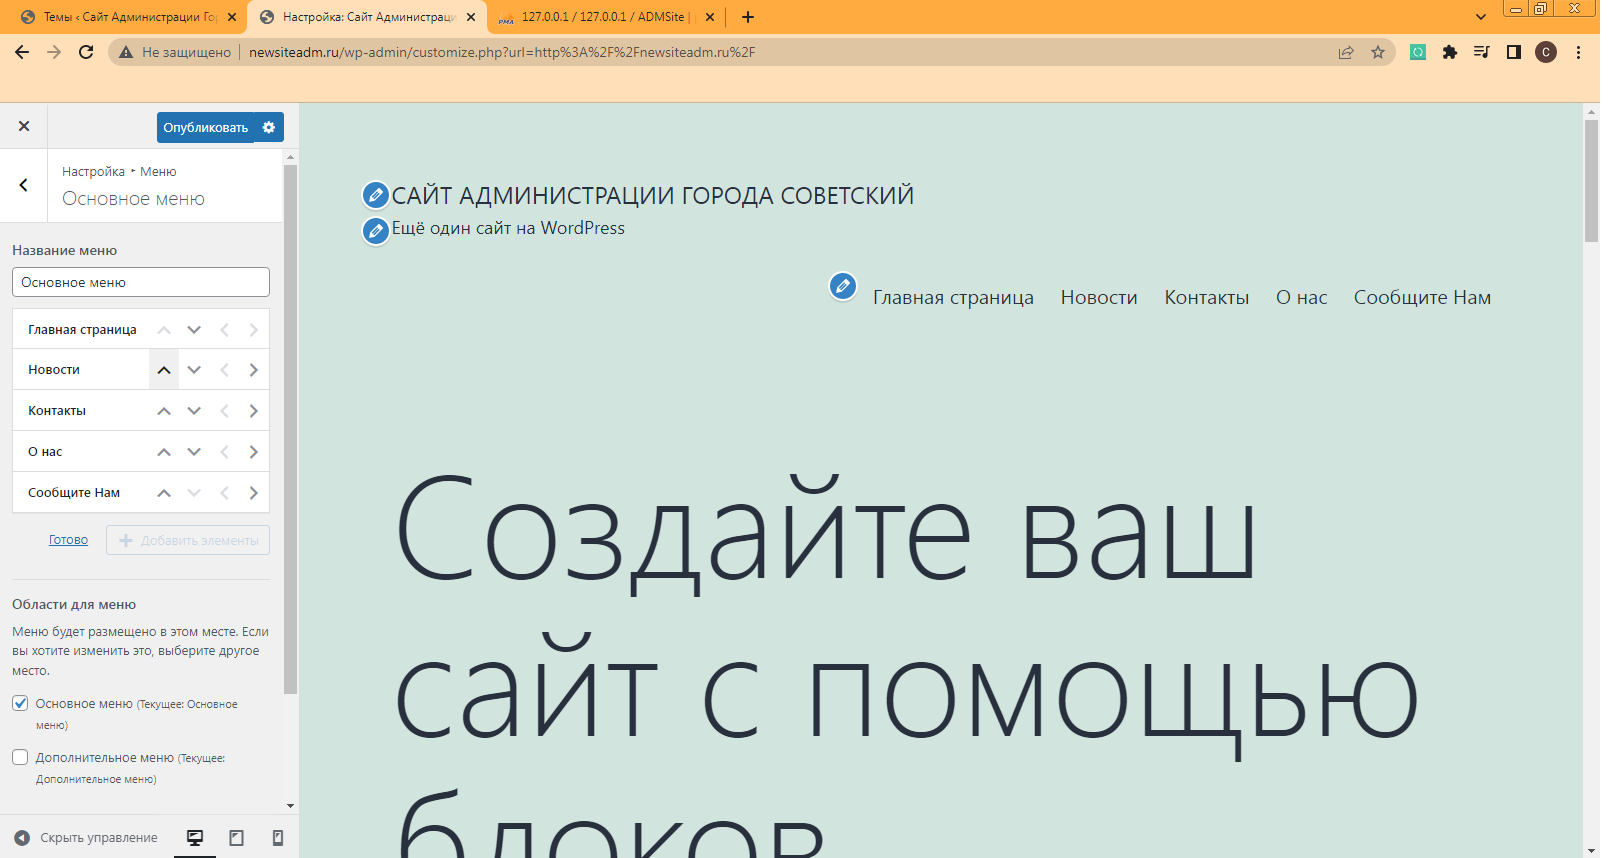 Темы ‹ Сайт Администрации Гор
Настройка: Сайт Администраци
127.0.0.1 / 127.0.0.1 / ADMSite |
Не защищено
newsiteadm.ru/wp-admin/customize.php?url=http%3A%2F%2Fnewsiteadm.ru%2F
C
Опубликовать
Настройка ‣ Меню
Основное меню
Название меню
Основное меню
Главная страница
Новости
Контакты
О нас
Сообщите Нам
Готово
Добавить элементы
Области для меню
Меню будет размещено в этом месте. Если
вы хотите изменить это, выберите другое
место.
Основное меню (Текущее: Основное
меню)
Дополнительное меню (Текущее:
Дополнительное меню)
Скрыть управление
САЙТ АДМИНИСТРАЦИИ ГОРОДА СОВЕТСКИЙ
Ещё один сайт на WordPress
Главная страница Новости Контакты О нас Сообщите Нам
Создайте ваш
сайт с помощью
блоков